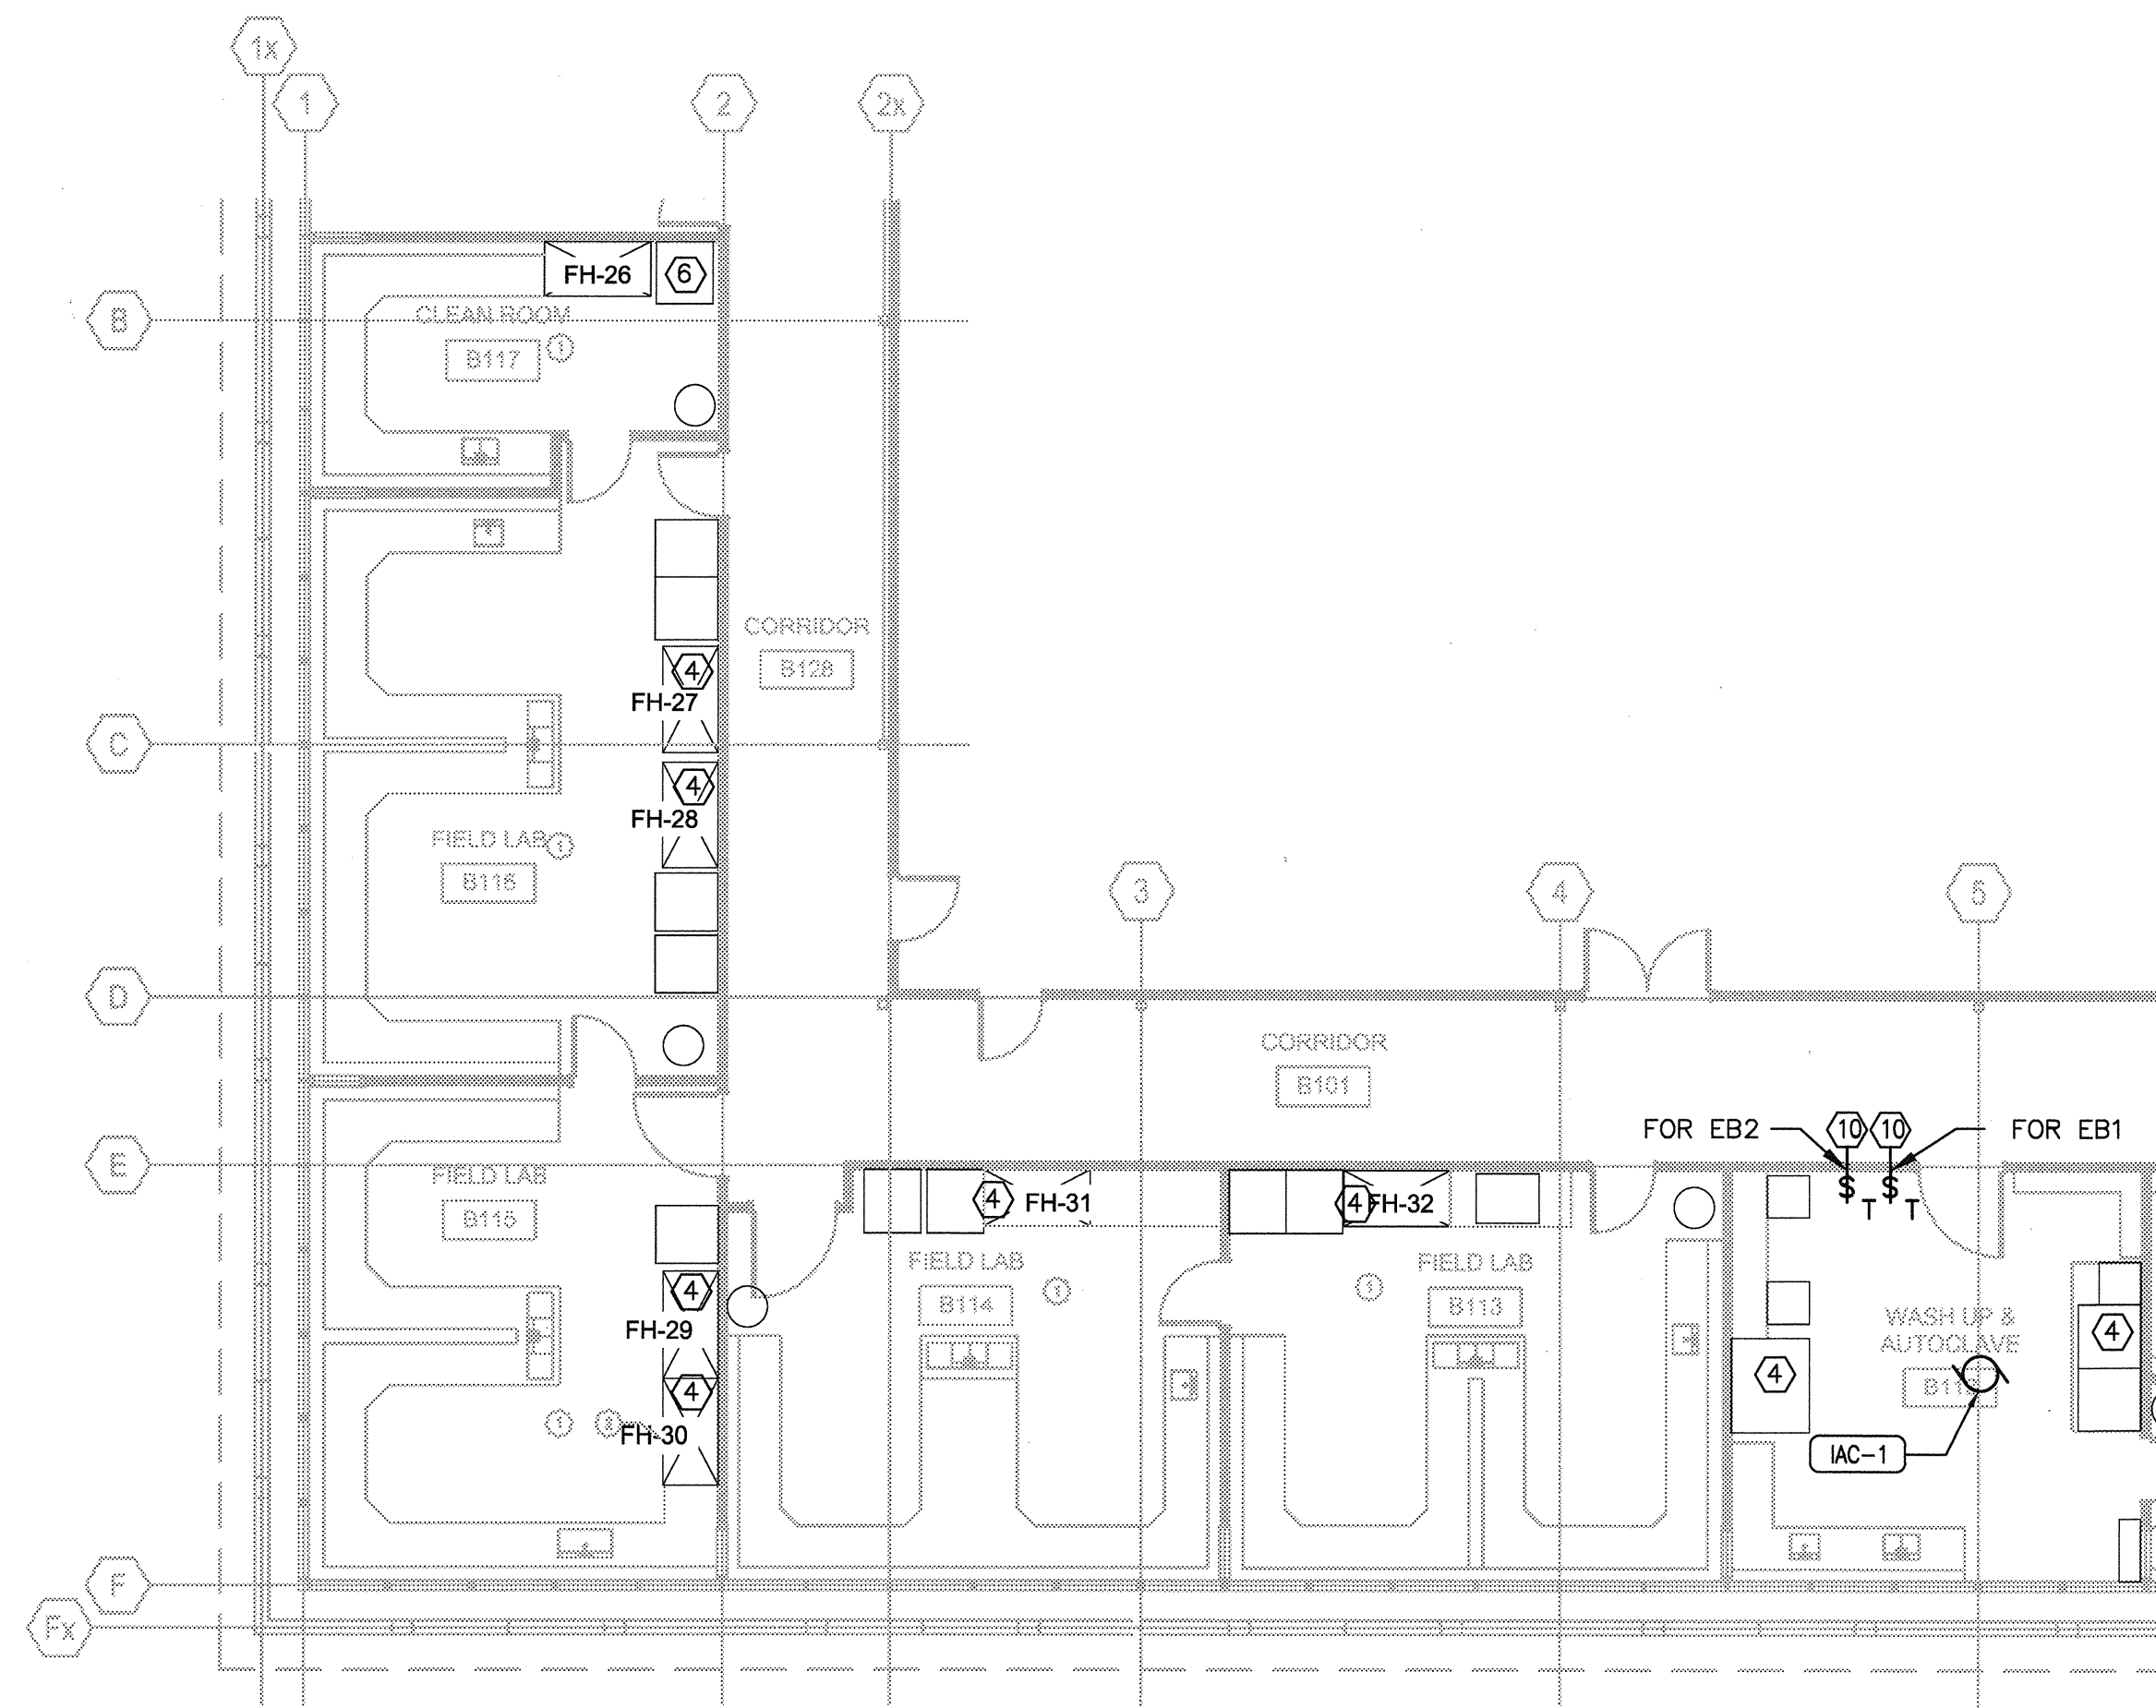 1x
1
2
2x
FH-26
6
B
CLEAN ROOM
1
B117
CORRIDOR
B128
4
FH-27
C
4
FH-28
FIELD LAB
1
B116
3
4
5
D
CORRIDOR
B101
FOR EB2
10
10
FOR EB1
E
$
T
$
T
FIELD LAB
B115
4
FH-31
4
FH-32
FIELD LAB
1
B114
FIELD LAB
1
B113
4
FH-29
WASH UP &
AUTOCLAVE
4
4
4
1
2
FH-30
IAC-1
F
Fx